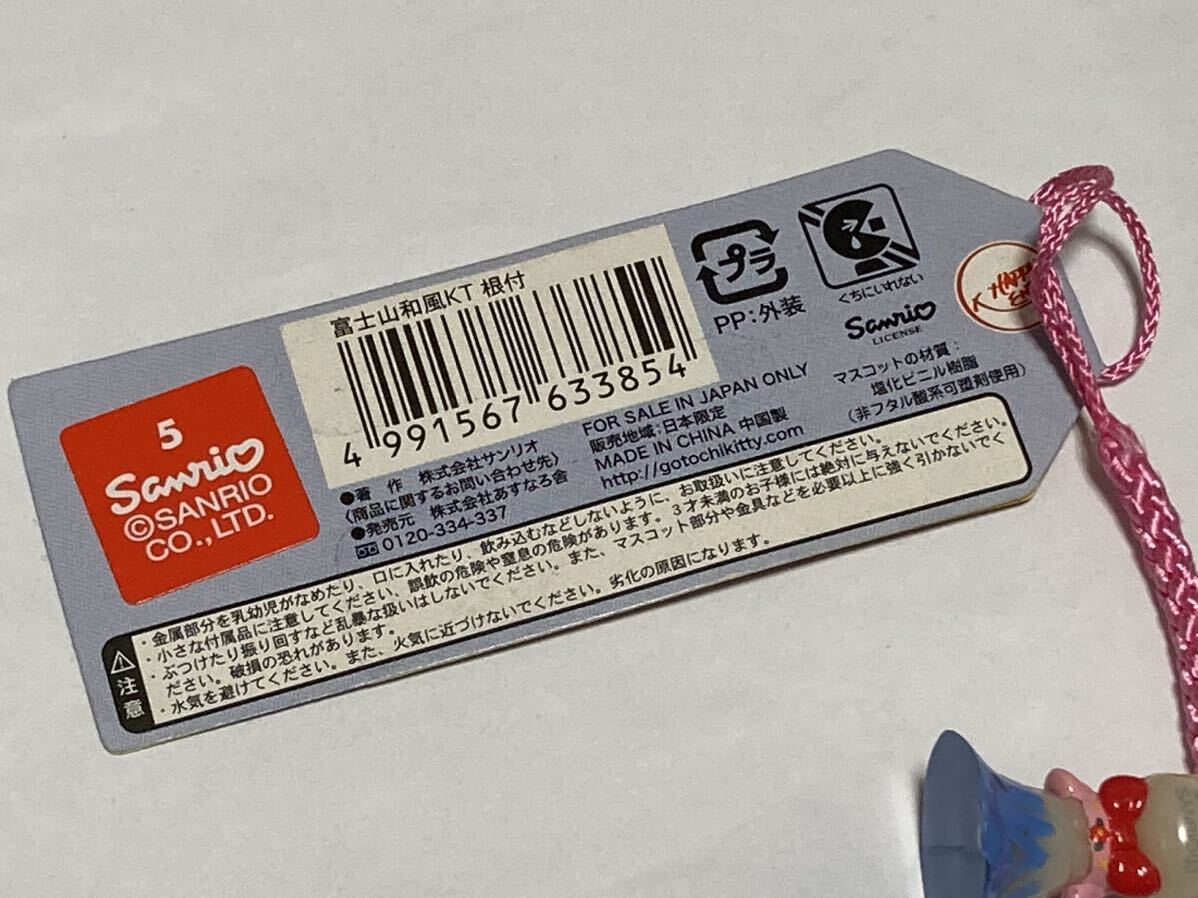 富士山和風KT 根付
4 991567 633854
5
Sanrio
©SANRIO
CO., LTD.
●著　作　株式会社サンリオ
(商品に関するお問い合わせ先)
●発売元　株式会社あすなろ舎
0120-334-337
FOR SALE IN JAPAN ONLY
販売地域:日本限定
MADE IN CHINA 中国製
http://gotochikitty.com
プラ
PP:外装
くちにいれない
Sanrio
LICENSE
マスコットの材質:
塩化ビニル樹脂
(非フタル酸系可塑剤使用)
HAPPY
注意
・金属部分を乳幼児がなめたり、口に入れたり、飲み込むなどしないように、お取扱いに注意してください。
・小さな付属品に注意してください、誤飲の危険や窒息の危険があります。3才未満のお子様には絶対に与えないでください。
・ぶつけたり振り回すなど乱暴な扱いはしないでください。また、マスコット部分や金具などを必要以上に強く引かないでく
ださい。破損の恐れがあります。
・水気を避けてください。また、火気に近づけないでください。劣化の原因になります。